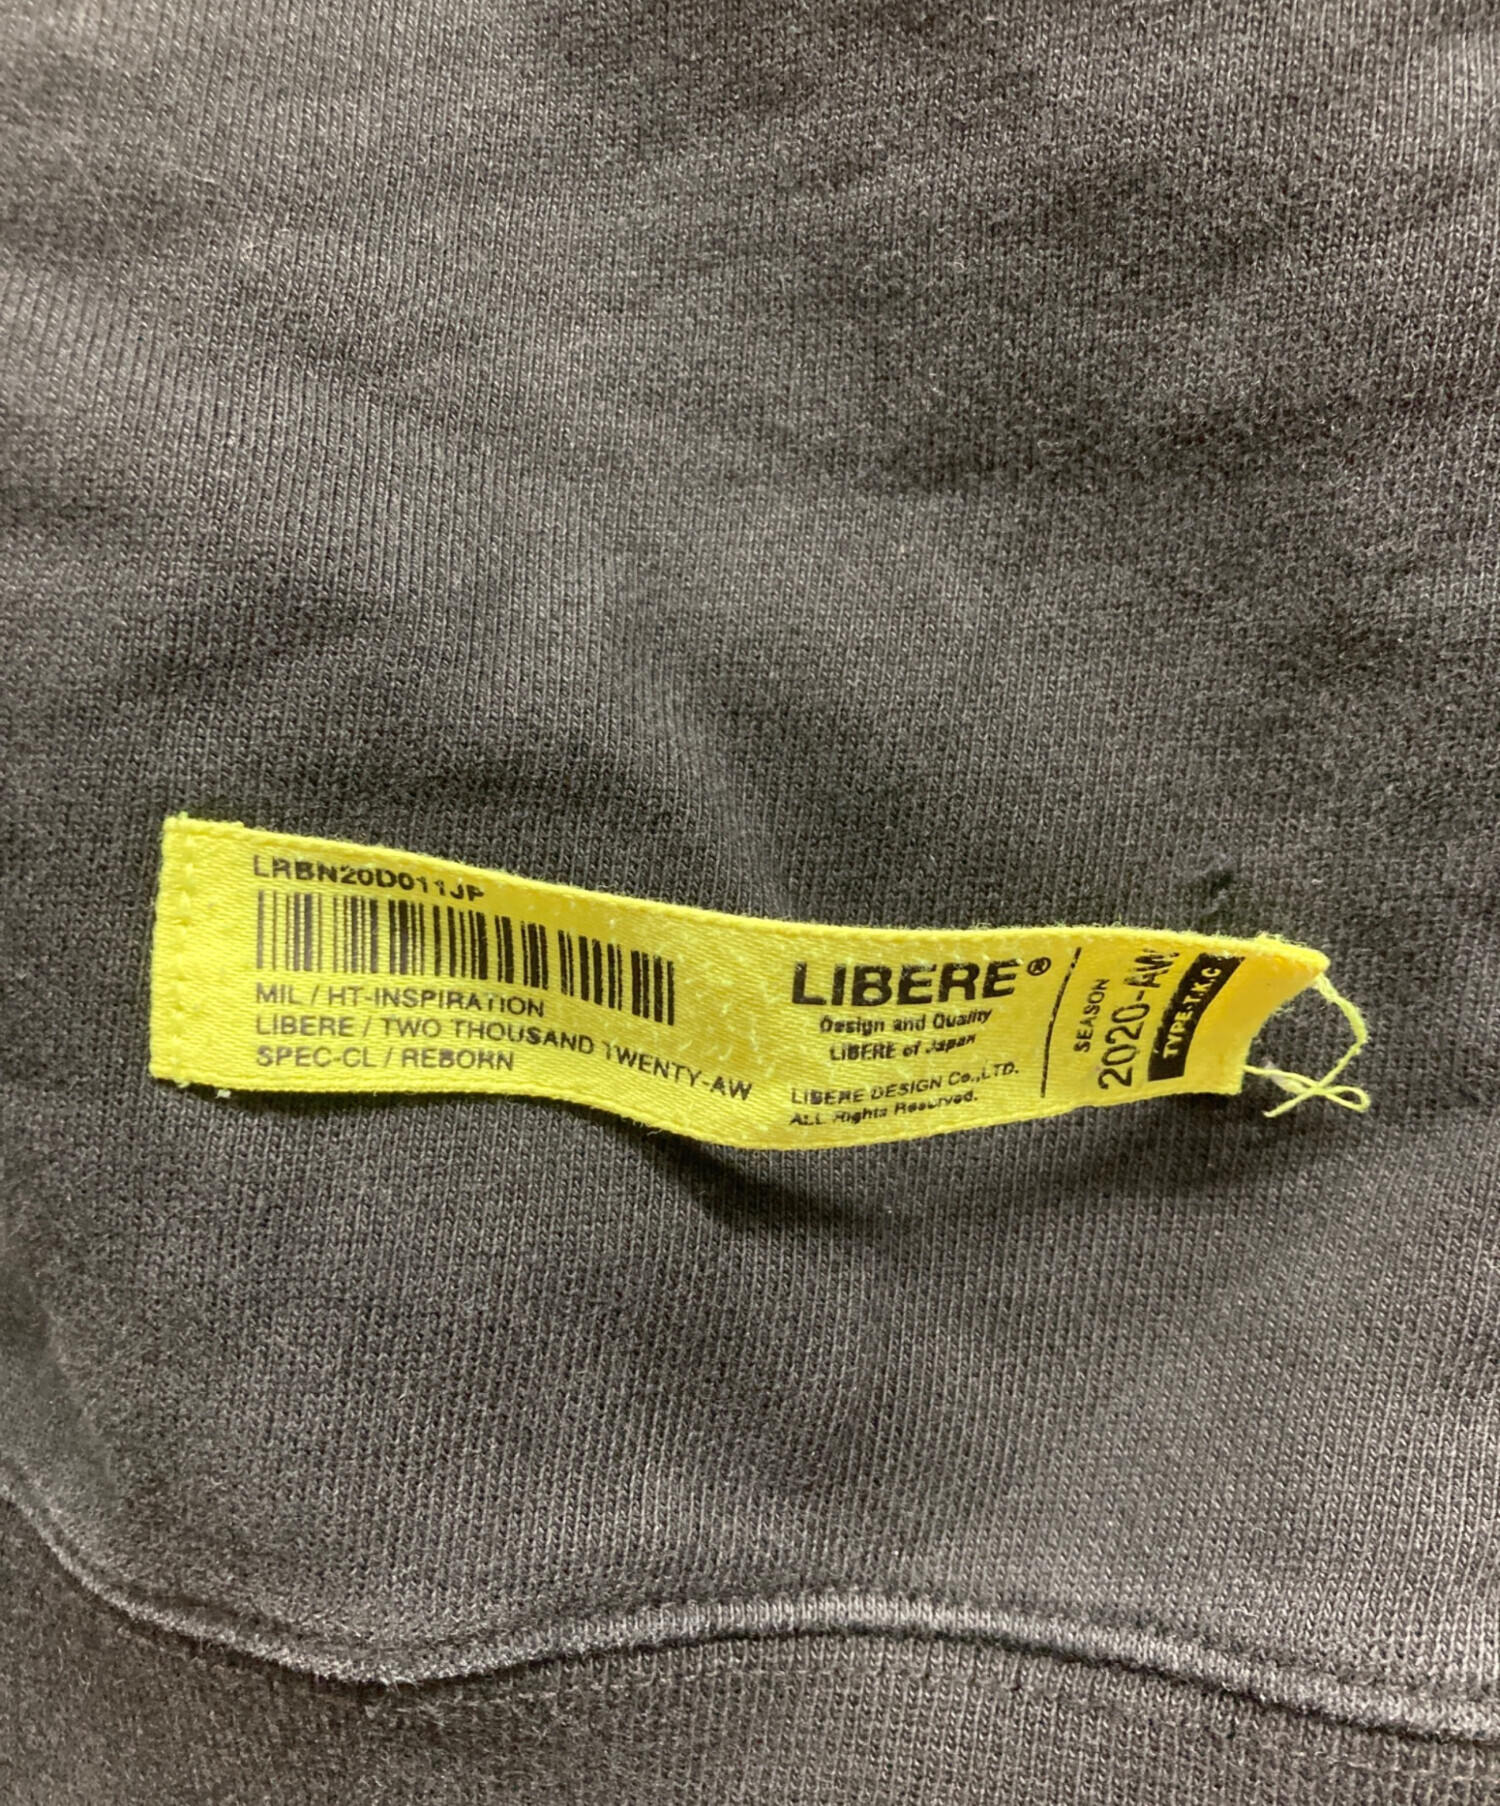 LRBN20D011JP
MIL / HT-INSPIRATION
LIBERE / TWO THOUSAND TWENTY-AW
SPEC-CL / REBORN
LIBERE®
Design and Quality
LIBERE of Japan
LIBERE DESIGN Co.,LTD.
ALL Rights Reserved.
SEASON
2020-AW
TYPE:T.K.C